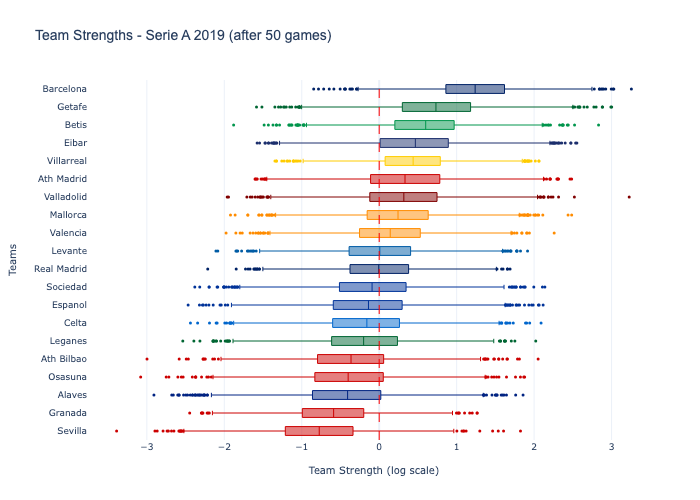 Team Strengths - Serie A 2019 (after 50 games)
Barcelona
Getafe
Betis
Eibar
Villarreal
Ath Madrid
Valladolid
Mallorca
Valencia
Levante
Real Madrid
Sociedad
Espanol
Celta
Leganes
Ath Bilbao
Osasuna
Alaves
Granada
Sevilla
Teams
−3 −2 −1 0 1 2 3
Team Strength (log scale)